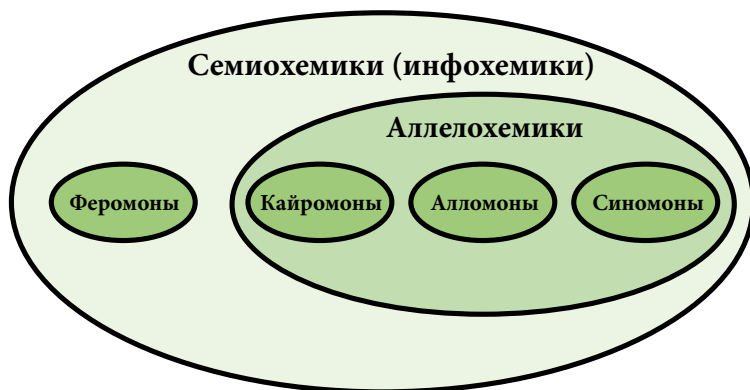 Семиохемики (инфохемики)
Аллелохемики
Феромоны
Кайромоны
Алломоны
Синомоны